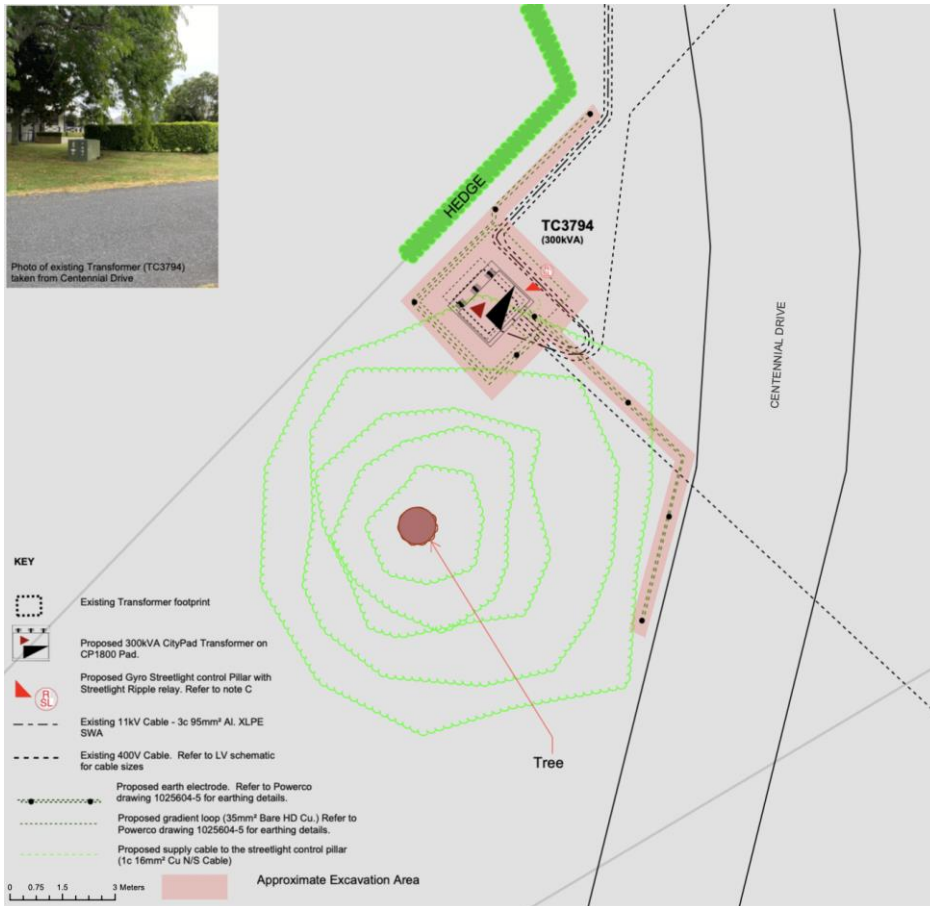 Photo of existing Transformer (TC3794)
taken from Centennial Drive
HEDGE
TC3794
(300kVA)
CENTENNIAL DRIVE
Tree
KEY
Existing Transformer footprint
Proposed 300kVA CityPad Transformer on
CP1800 Pad.
Proposed Gyro Streetlight control Pillar with
Streetlight Ripple relay. Refer to note C
R
SL
Existing 11kV Cable - 3c 95mm² Al. XLPE
SWA
Existing 400V Cable. Refer to LV schematic
for cable sizes
Proposed earth electrode. Refer to Powerco
drawing 1025604-5 for earthing details.
Proposed gradient loop (35mm² Bare HD Cu.) Refer to
Powerco drawing 1025604-5 for earthing details.
Proposed supply cable to the streetlight control pillar
(1c 16mm² Cu N/S Cable)
0 0.75 1.5 3 Meters
Approximate Excavation Area